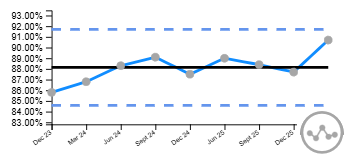 93.00%
92.00%
91.00%
90.00%
89.00%
88.00%
87.00%
86.00%
85.00%
84.00%
83.00%
Dec 23
Mar 24
Jun 24
Sept 24
Dec 24
Jun 25
Sept 25
Dec 25